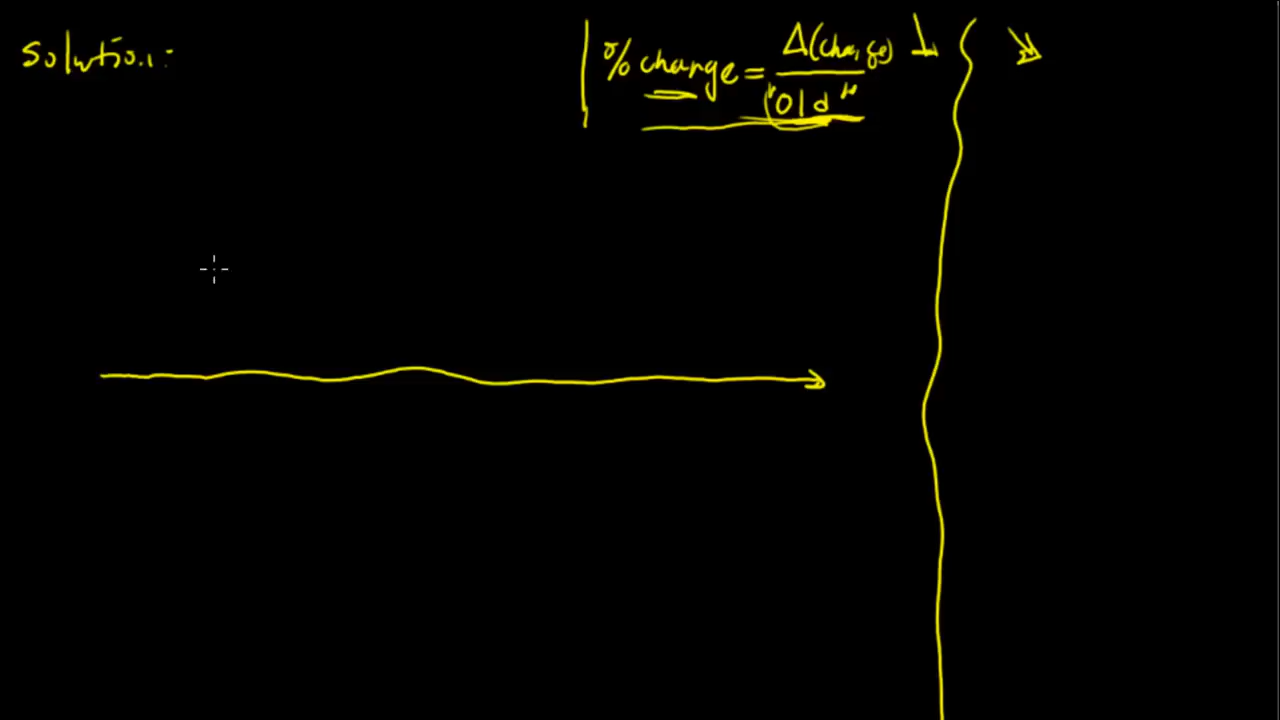 Solution:
% change = Δ(change)
"Old"